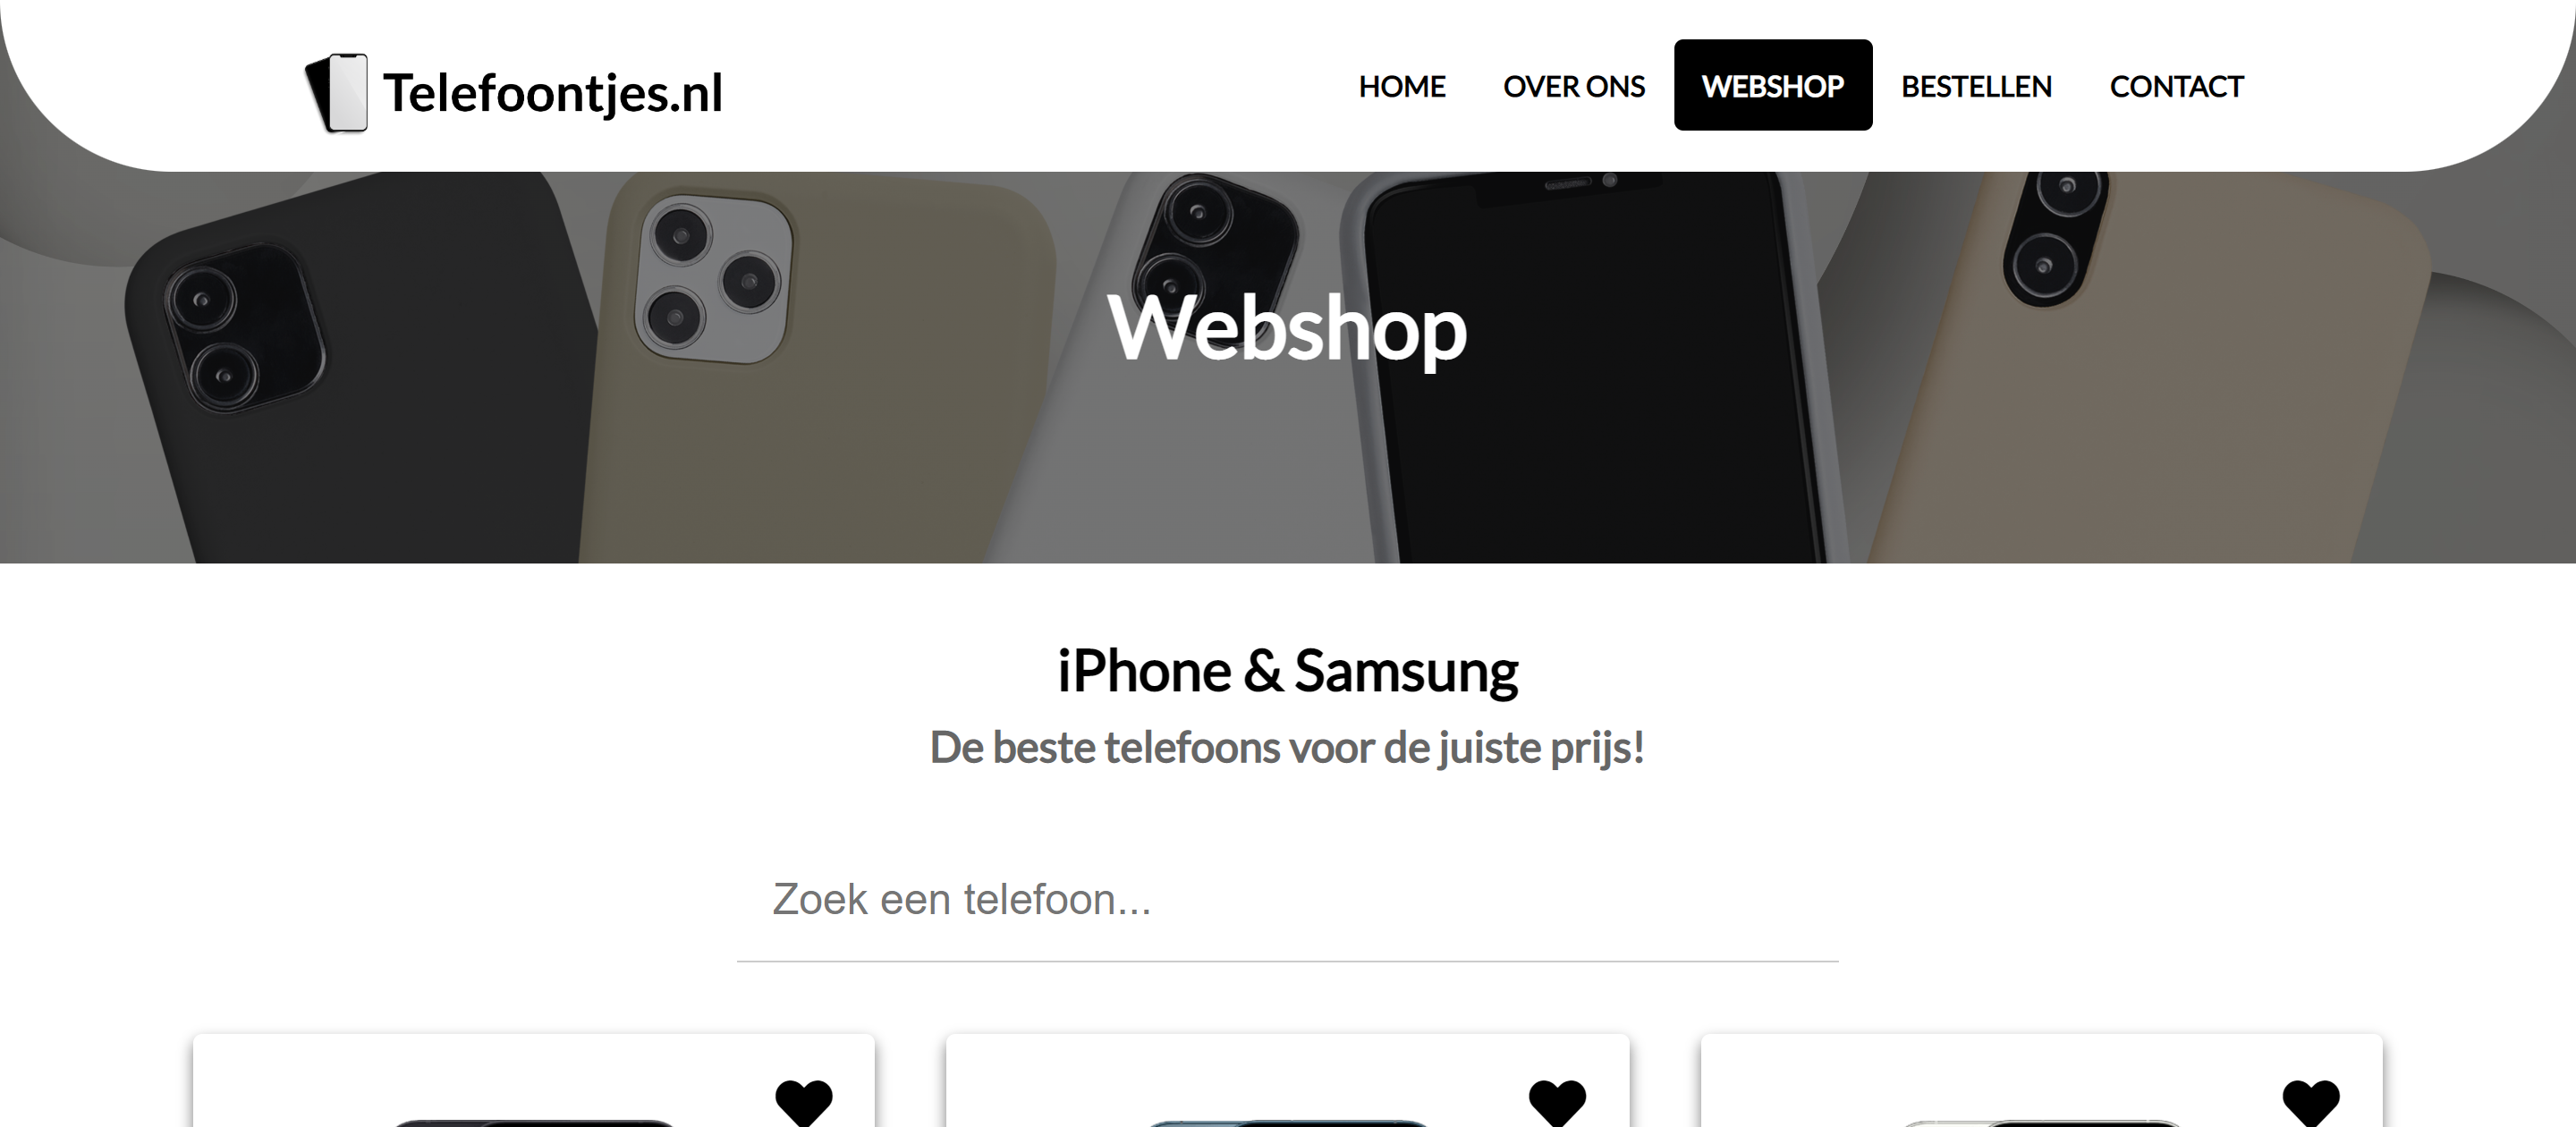 Telefoontjes.nl
HOME OVER ONS WEBSHOP BESTELLEN CONTACT
Webshop
iPhone & Samsung
De beste telefoons voor de juiste prijs!
Zoek een telefoon...